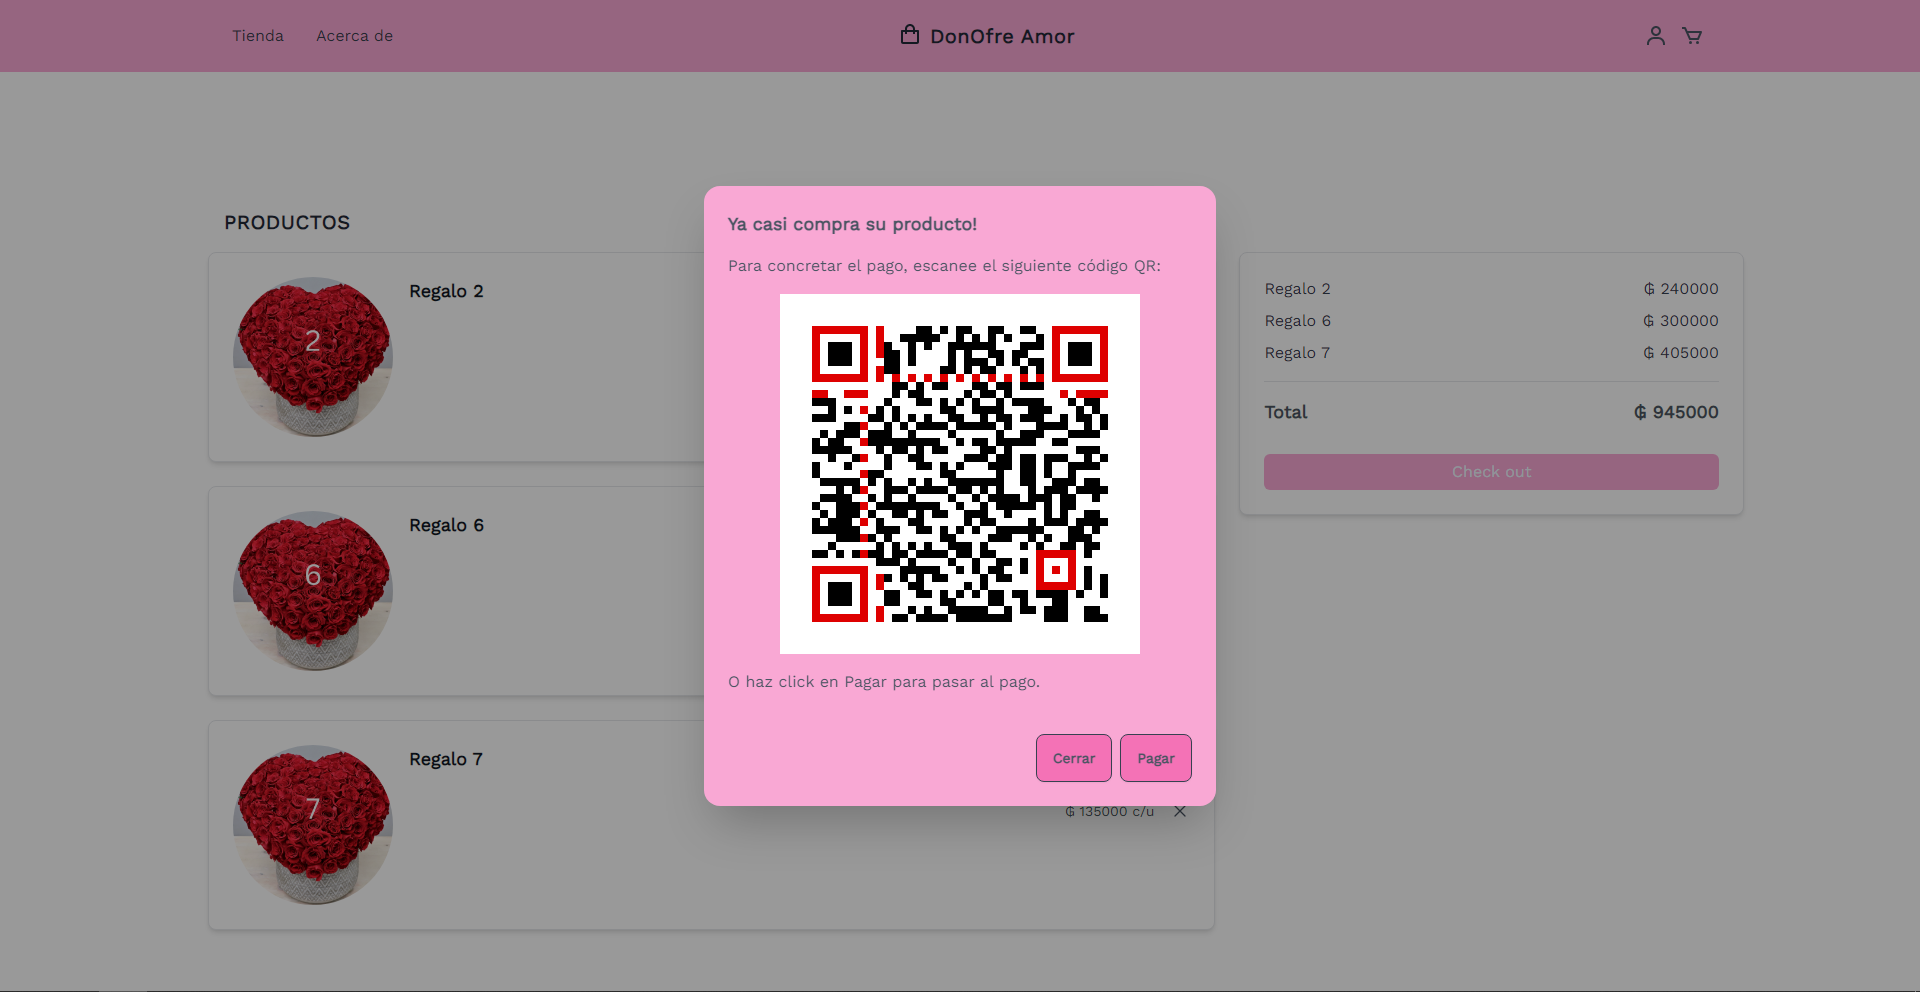 Tienda
Acerca de
DonOfre Amor
PRODUCTOS
2
Regalo 2
6
Regalo 6
7
Regalo 7
₲ 135000 c/u
Ya casi compra su producto!
Para concretar el pago, escanee el siguiente código QR:
O haz click en Pagar para pasar al pago.
Cerrar
Pagar
Regalo 2 ₲ 240000
Regalo 6 ₲ 300000
Regalo 7 ₲ 405000
Total ₲ 945000
Check out